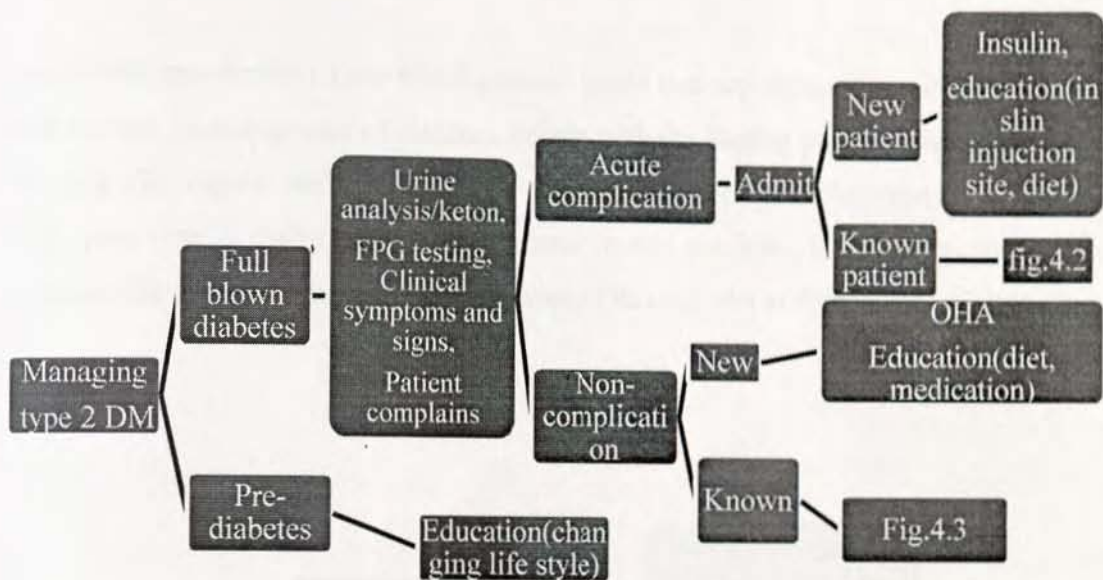 Managing
type 2 DM
Full
blown
diabetes
Urine
analysis/keton,
FPG testing,
Clinical
symptoms and
signs,
Patient
complains
Acute
complication
Admit
New
patient
Insulin,
education(in
slin
injuction
site, diet)
Known
patient
fig.4.2
Non-
complicati
on
New
OHA
Education(diet,
medication)
Known
Fig.4.3
Pre-
diabetes
Education(chan
ging life style)